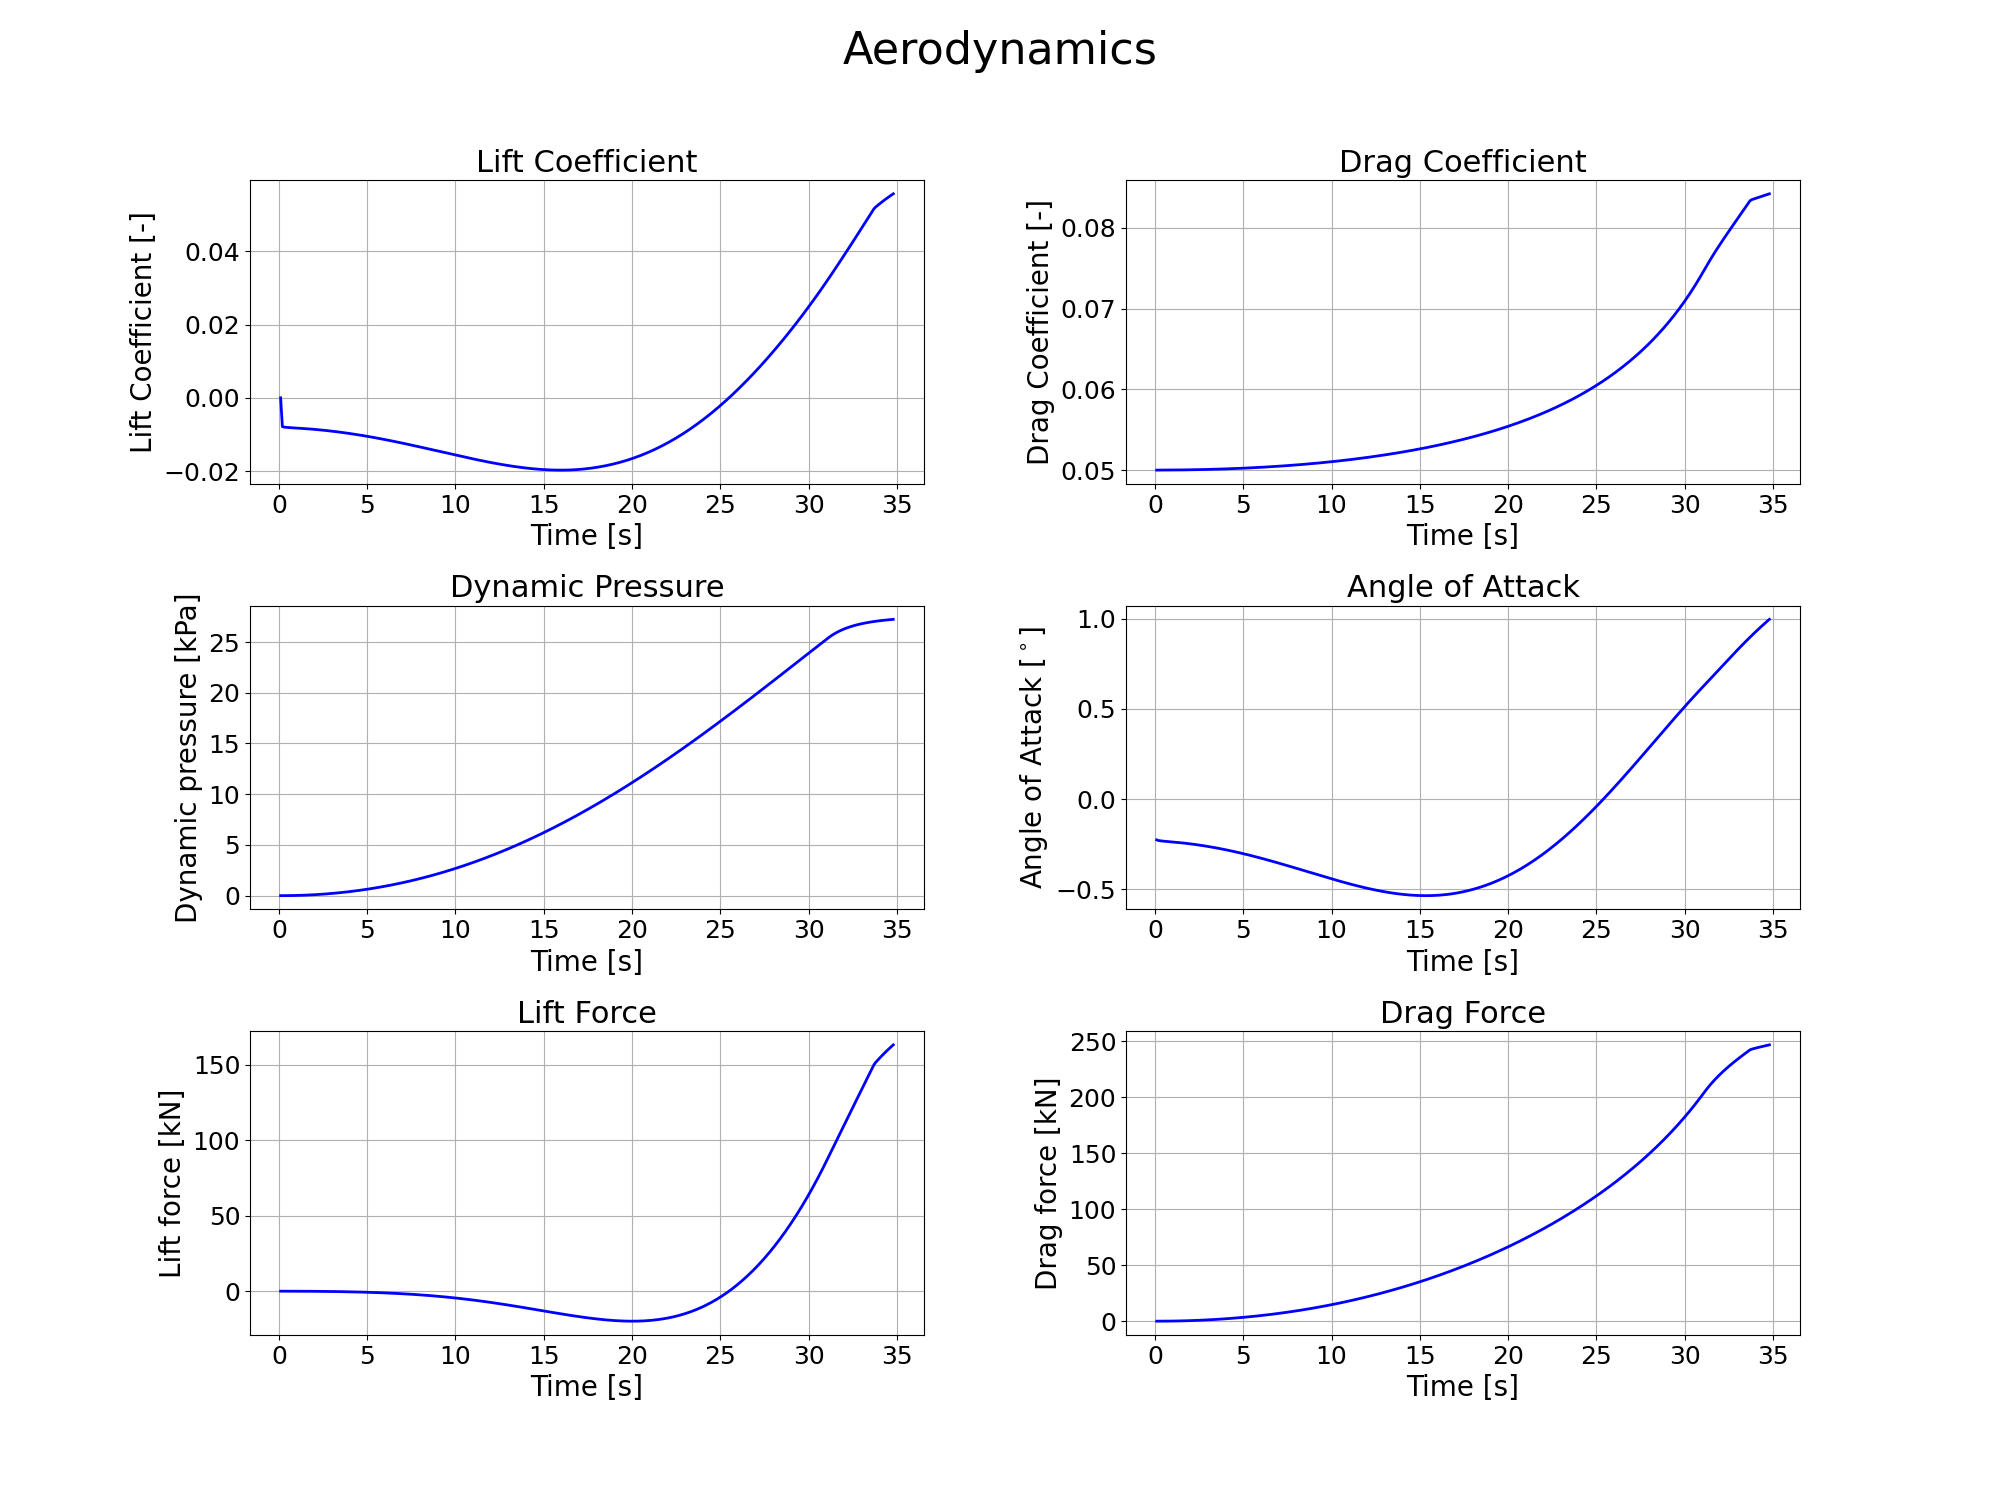 Aerodynamics
Lift Coefficient
Lift Coefficient [-]
0.04
0.02
0.00
−0.02
0 5 10 15 20 25 30 35
Time [s]
Drag Coefficient
Drag Coefficient [-]
0.08
0.07
0.06
0.05
0 5 10 15 20 25 30 35
Time [s]
Dynamic Pressure
Dynamic pressure [kPa]
25
20
15
10
5
0
0 5 10 15 20 25 30 35
Time [s]
Angle of Attack
Angle of Attack [°]
1.0
0.5
0.0
−0.5
0 5 10 15 20 25 30 35
Time [s]
Lift Force
Lift force [kN]
150
100
50
0
0 5 10 15 20 25 30 35
Time [s]
Drag Force
Drag force [kN]
250
200
150
100
50
0
0 5 10 15 20 25 30 35
Time [s]